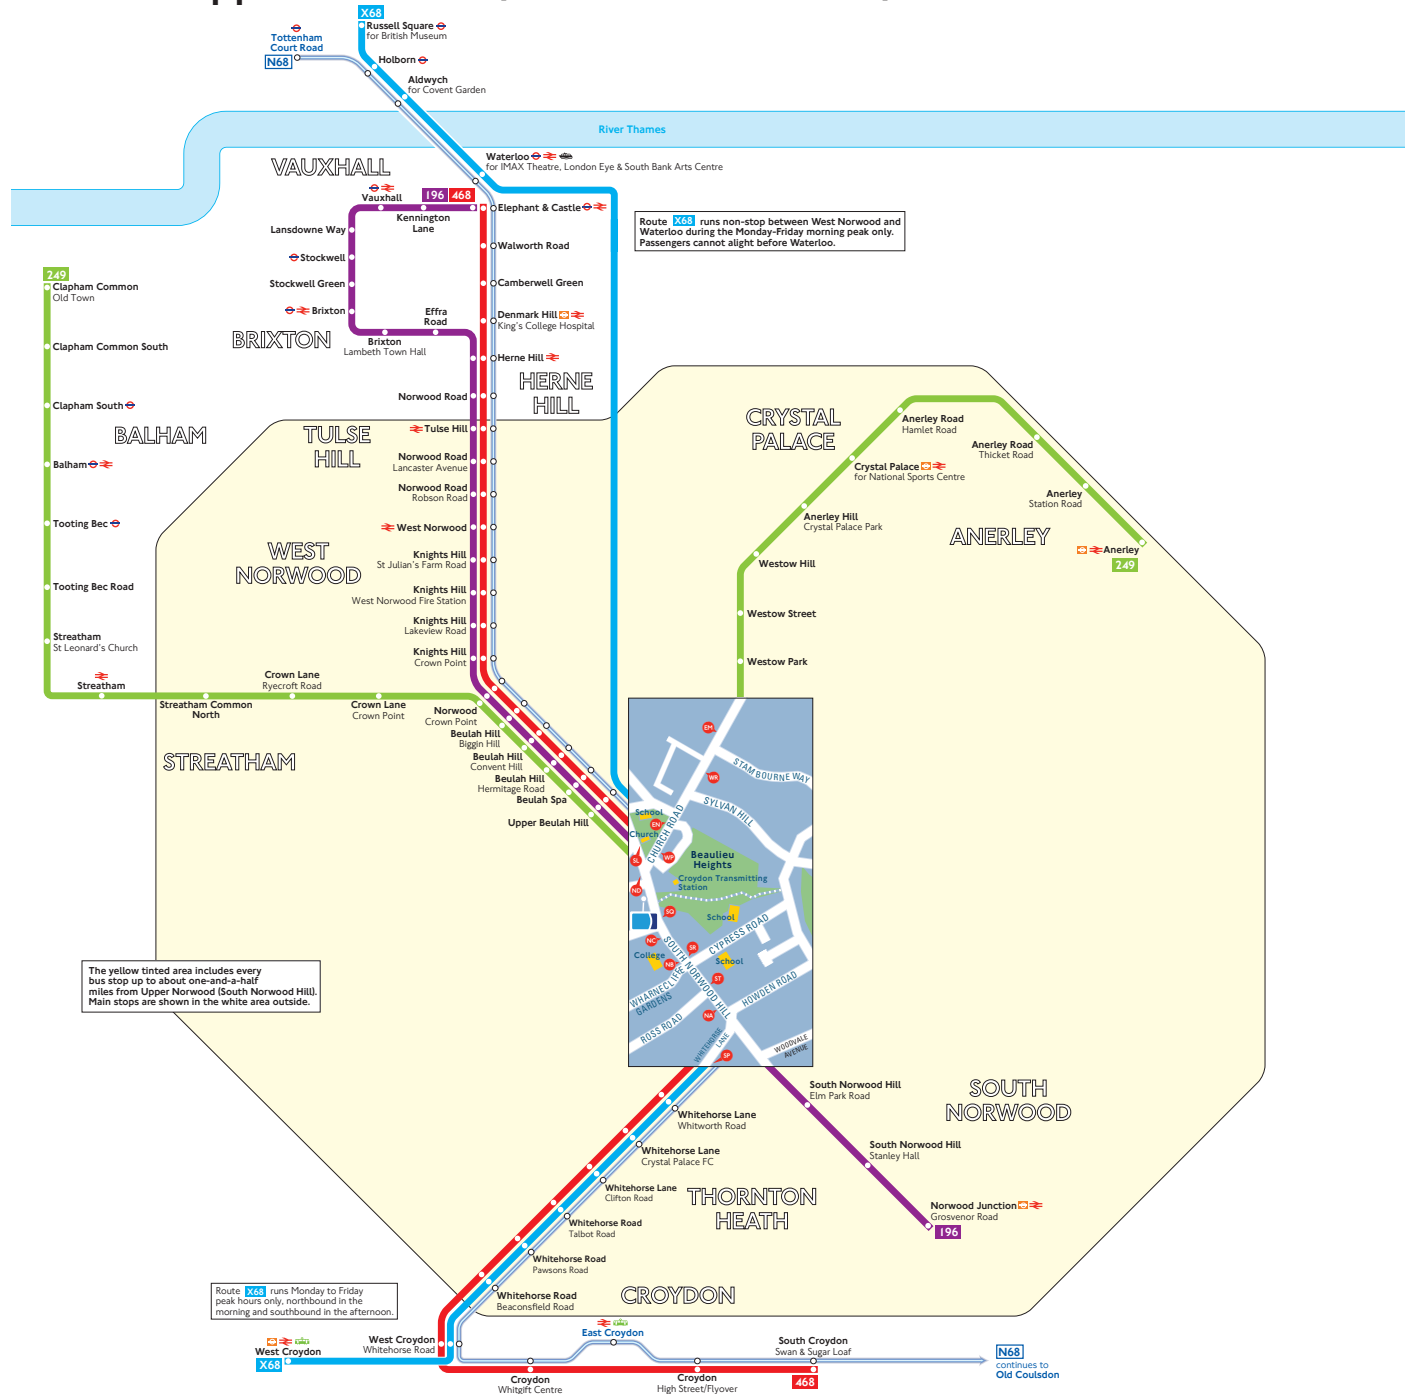 X68
Russell Square
for British Museum
Tottenham
Court Road
N68
Holborn
Aldwych
for Covent Garden
River Thames
Waterloo
for IMAX Theatre, London Eye & South Bank Arts Centre
VAUXHALL
Vauxhall
196
468
Kennington
Lane
Elephant & Castle
Route X68 runs non-stop between West Norwood and
Waterloo during the Monday-Friday morning peak only.
Passengers cannot alight before Waterloo.
Lansdowne Way
Walworth Road
Stockwell
Stockwell Green
Camberwell Green
249
Clapham Common
Old Town
Brixton
Effra
Road
Denmark Hill
King's College Hospital
BRIXTON
Brixton
Lambeth Town Hall
Clapham Common South
Herne Hill
HERNE
HILL
Norwood Road
Clapham South
BALHAM
TULSE
HILL
Tulse Hill
CRYSTAL
PALACE
Anerley Road
Hamlet Road
Anerley Road
Thicket Road
Balham
Norwood Road
Lancaster Avenue
Crystal Palace
for National Sports Centre
Norwood Road
Robson Road
Anerley
Station Road
Tooting Bec
West Norwood
Anerley Hill
Crystal Palace Park
ANERLEY
WEST
NORWOOD
Knights Hill
St Julian's Farm Road
Westow Hill
Anerley
249
Tooting Bec Road
Knights Hill
West Norwood Fire Station
Westow Street
Knights Hill
Lakeview Road
Streatham
St Leonard's Church
Knights Hill
Crown Point
Westow Park
Streatham
Crown Lane
Ryecroft Road
Streatham Common
North
Crown Lane
Crown Point
Norwood
Crown Point
Beulah Hill
Biggin Hill
Beulah Hill
Convent Hill
Beulah Hill
Hermitage Road
Beulah Spa
Upper Beulah Hill
STREATHAM
EM
STAMBOURNE WAY
WR
SYLVAN HILL
School
EN
CHURCH ROAD
Church
SL
WP
Beaulieu
Heights
Croydon Transmitting
Station
ND
SQ
School
CYPRESS ROAD
NC
SR
College
SOUTH NORWOOD HILL
NB
School
ST
WHARNECLIFFE
GARDENS
HOWDEN ROAD
NA
ROSS ROAD
WHITEHORSE
LANE
WOODVALE
AVENUE
SP
The yellow tinted area includes every
bus stop up to about one-and-a-half
miles from Upper Norwood (South Norwood Hill).
Main stops are shown in the white area outside.
South Norwood Hill
Elm Park Road
SOUTH
NORWOOD
Whitehorse Lane
Whitworth Road
Whitehorse Lane
Crystal Palace FC
South Norwood Hill
Stanley Hall
Whitehorse Lane
Clifton Road
THORNTON
HEATH
Norwood Junction
Grosvenor Road
196
Whitehorse Road
Talbot Road
Whitehorse Road
Pawsons Road
Whitehorse Road
Beaconsfield Road
CROYDON
Route X68 runs Monday to Friday
peak hours only, northbound in the
morning and southbound in the afternoon.
West Croydon
Whitehorse Road
East Croydon
South Croydon
Swan & Sugar Loaf
West Croydon
X68
N68
continues to
Old Coulsdon
Croydon
Whitgift Centre
Croydon
High Street/Flyover
468